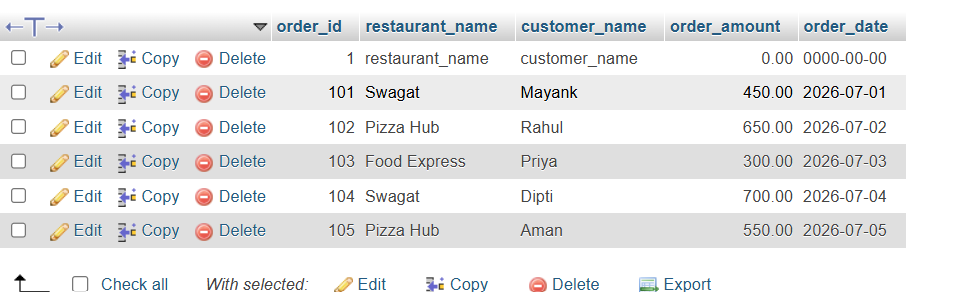 order_id restaurant_name customer_name order_amount order_date
Edit Copy Delete 1 restaurant_name customer_name 0.00 0000-00-00
Edit Copy Delete 101 Swagat Mayank 450.00 2026-07-01
Edit Copy Delete 102 Pizza Hub Rahul 650.00 2026-07-02
Edit Copy Delete 103 Food Express Priya 300.00 2026-07-03
Edit Copy Delete 104 Swagat Dipti 700.00 2026-07-04
Edit Copy Delete 105 Pizza Hub Aman 550.00 2026-07-05
Check all With selected: Edit Copy Delete Export